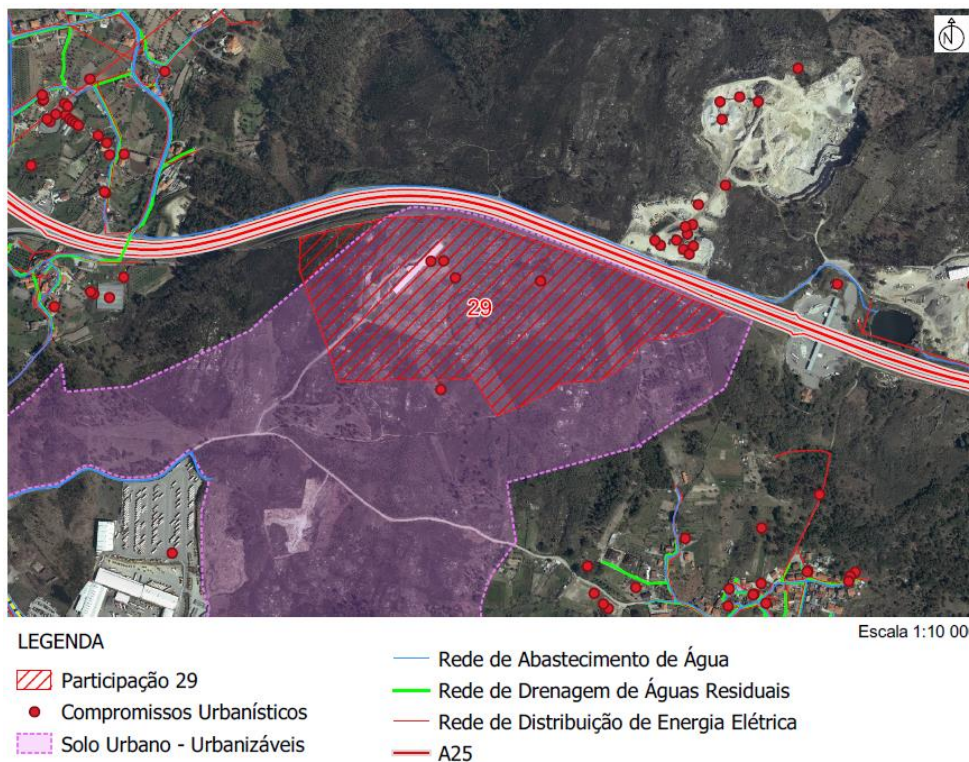 N
29
Escala 1:10 00
LEGENDA
Participação 29
Compromissos Urbanísticos
Solo Urbano - Urbanizáveis
Rede de Abastecimento de Água
Rede de Drenagem de Águas Residuais
Rede de Distribuição de Energia Elétrica
A25